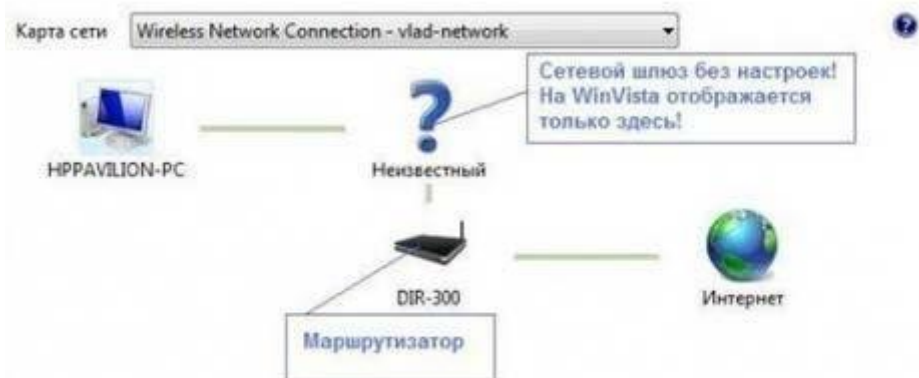 Карта сети
Wireless Network Connection - vlad-network
Сетевой шлюз без настроек!
На WinVista отображается
только здесь!
HPPAVILION-PC
Неизвестный
DIR-300
Интернет
Маршрутизатор